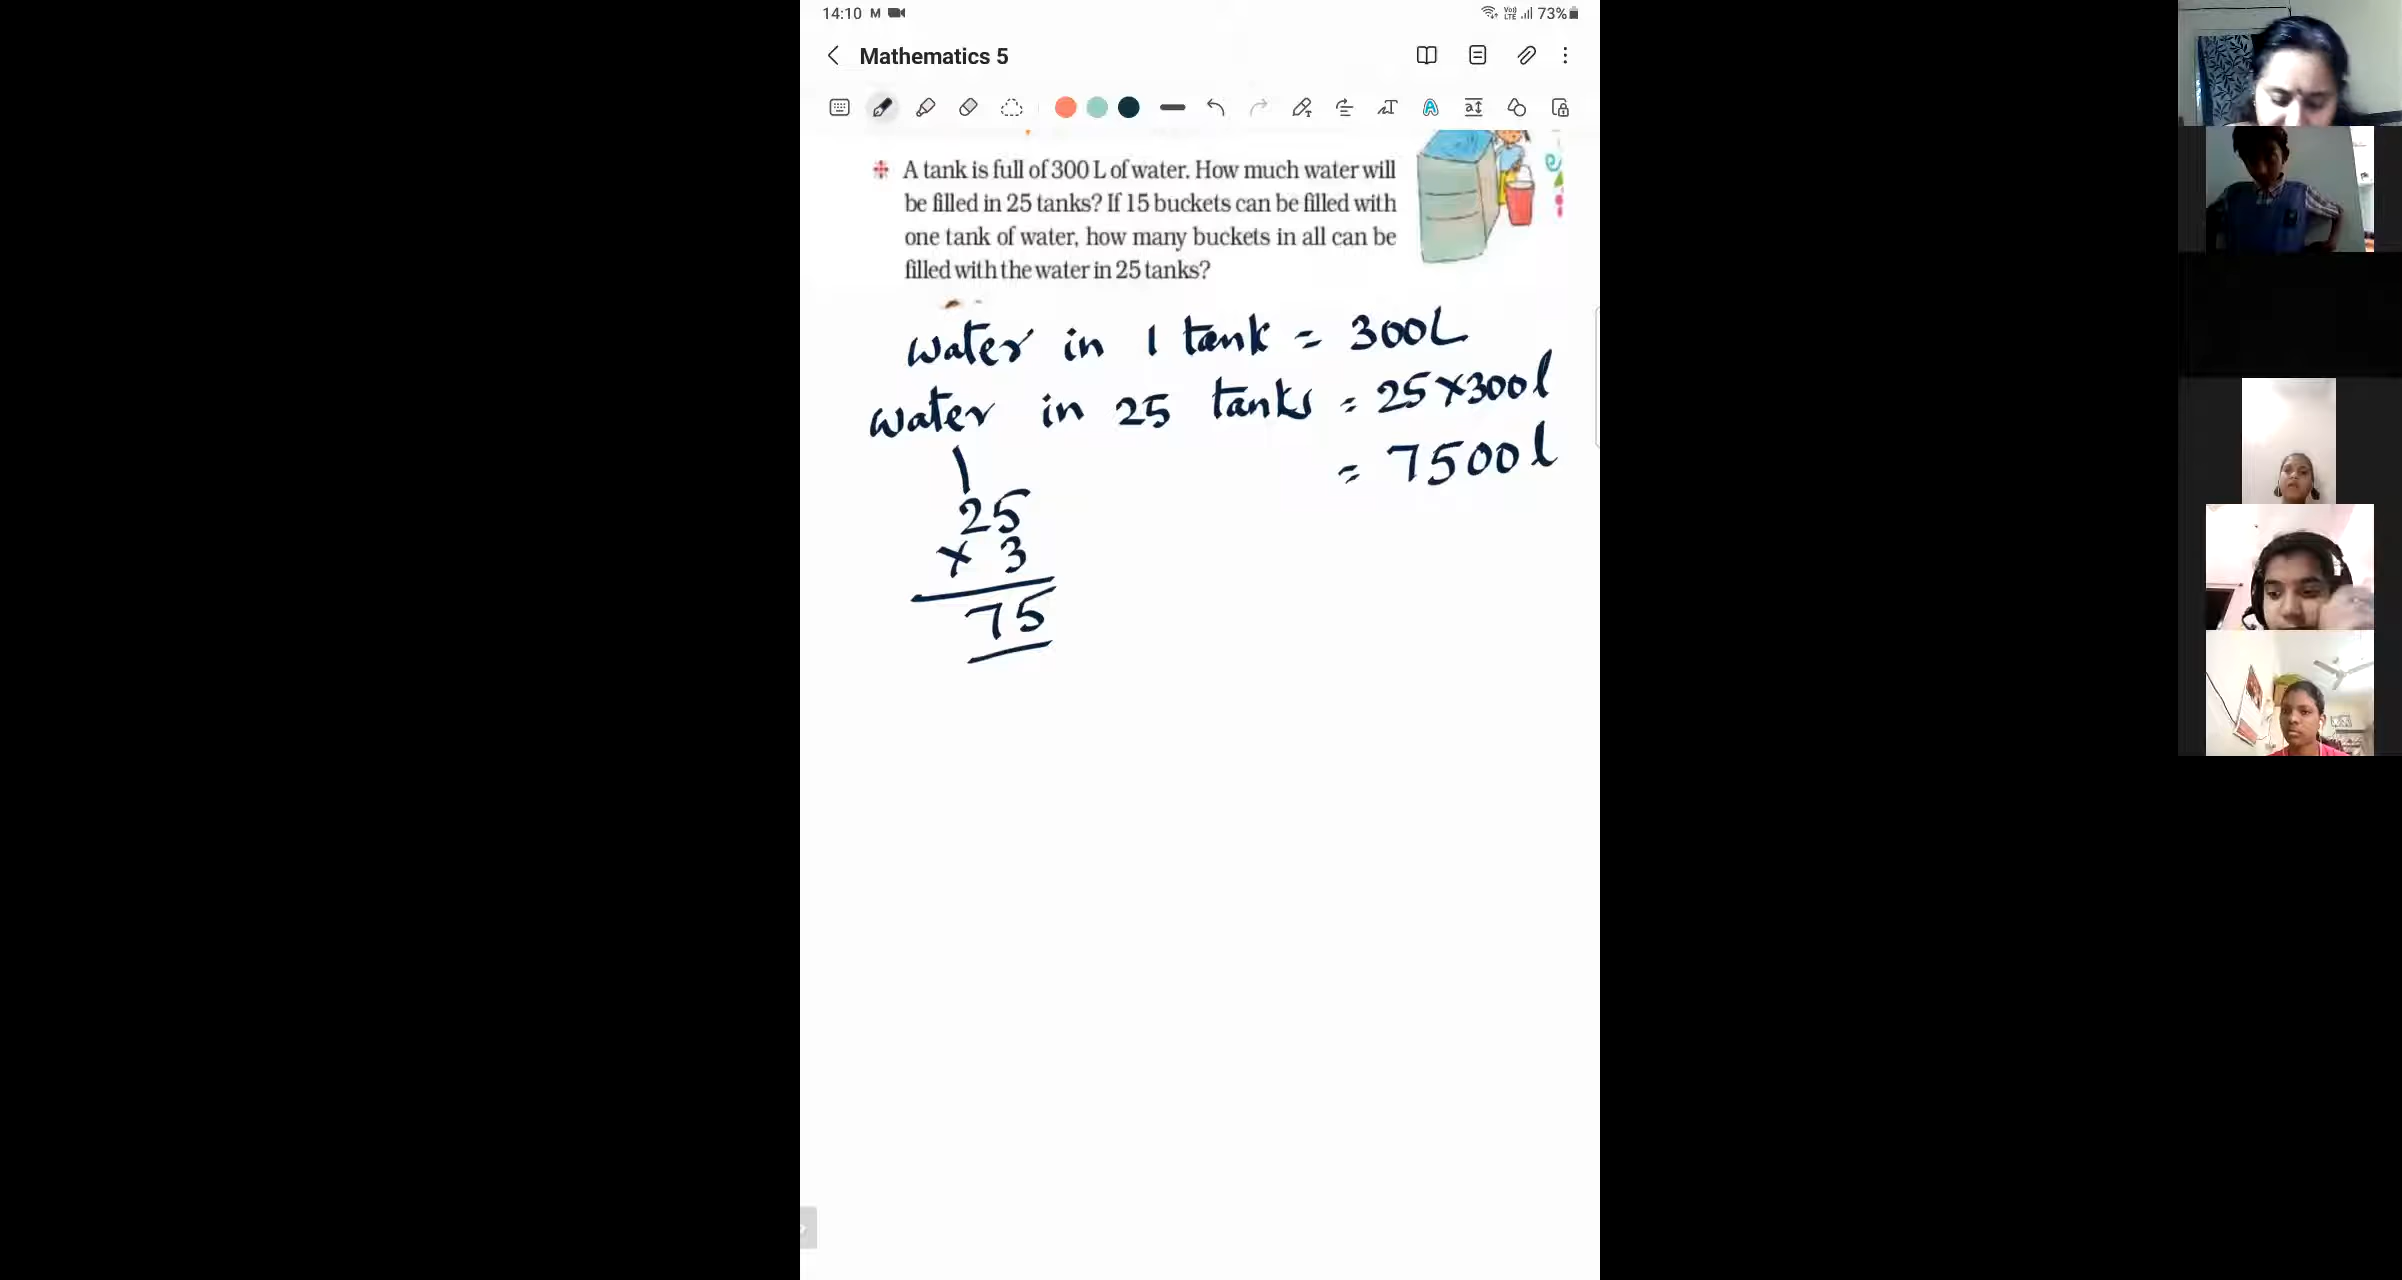 14:10 M
Vo) LTE 73%
Mathematics 5
A tank is full of 300 L of water. How much water will
be filled in 25 tanks? If 15 buckets can be filled with
one tank of water, how many buckets in all can be
filled with the water in 25 tanks?
water in 1 tank = 300L
water in 25 tanks = 25×300l
= 7500l
1
25
× 3
75